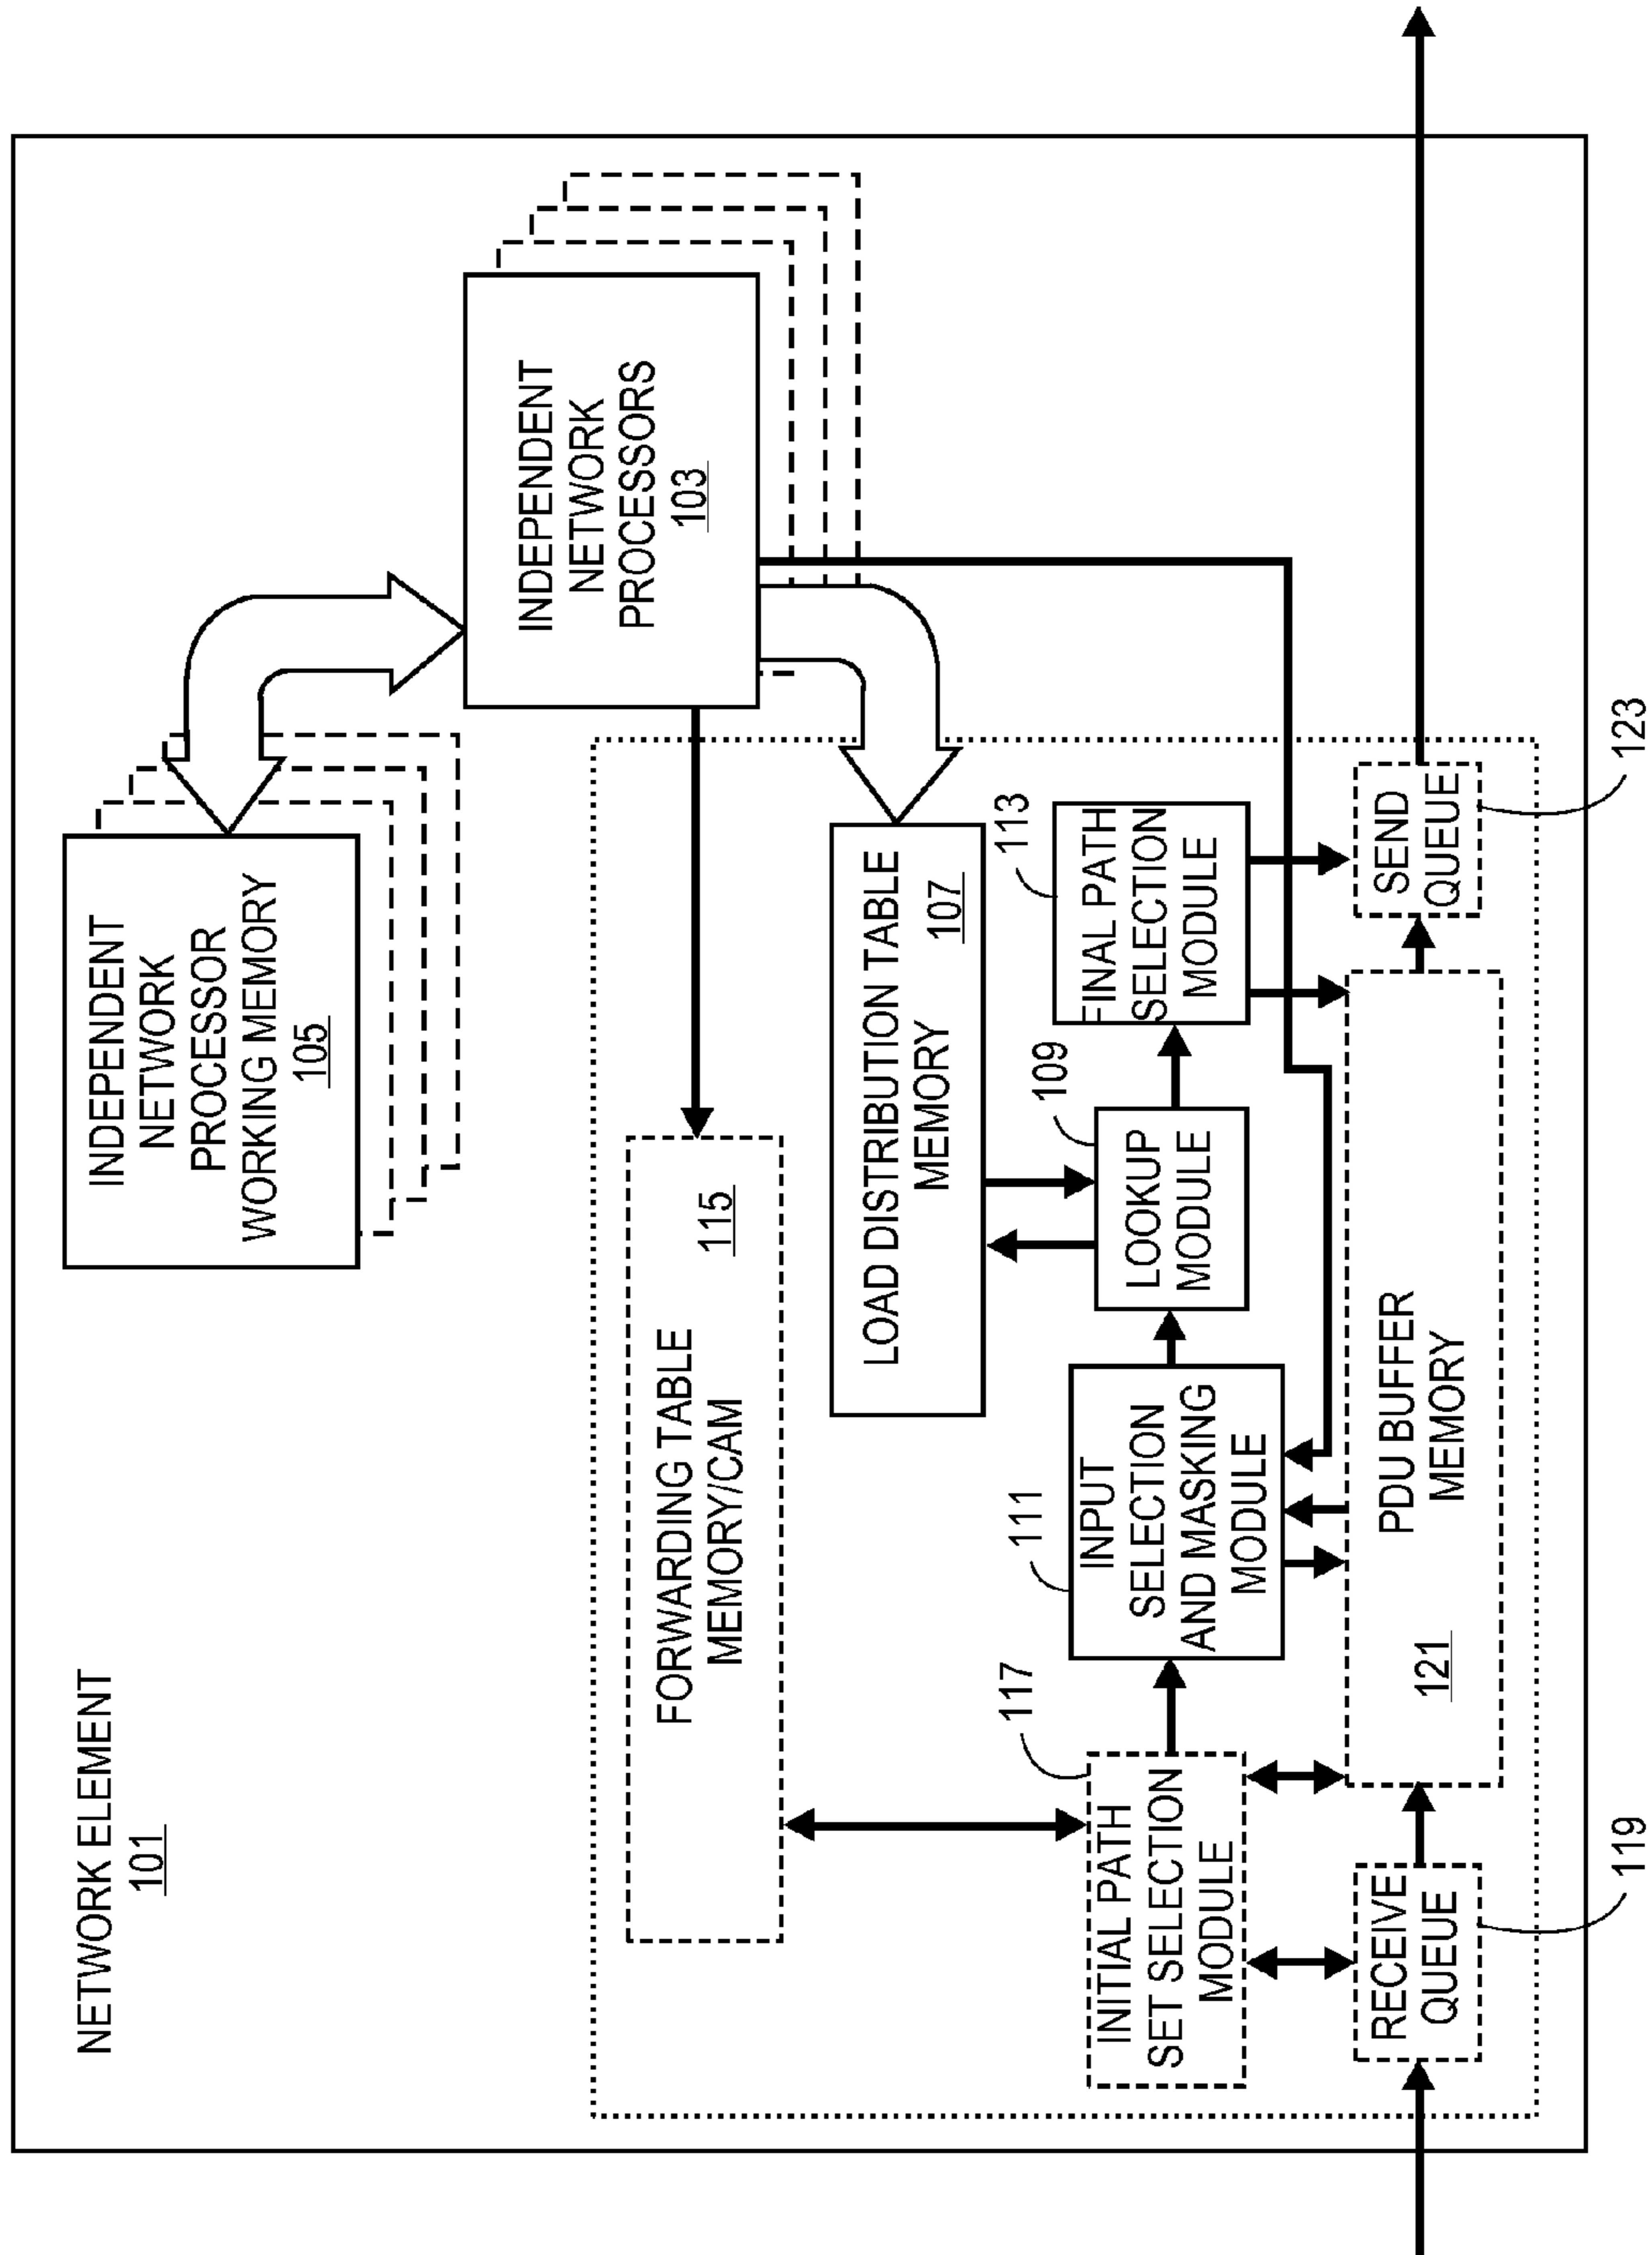 NETWORK ELEMENT
101
INDEPENDENT
NETWORK
PROCESSOR
WORKING MEMORY
105
INDEPENDENT
NETWORK
PROCESSORS
103
FORWARDING TABLE
MEMORY/CAM
115
LOAD DISTRIBUTION TABLE
MEMORY
107
117
INITIAL PATH
SET SELECTION
MODULE
111
INPUT
SELECTION
AND MASKING
MODULE
109
LOOKUP
MODULE
113
FINAL PATH
SELECTION
MODULE
RECEIVE
QUEUE
119
PDU BUFFER
MEMORY
121
SEND
QUEUE
123